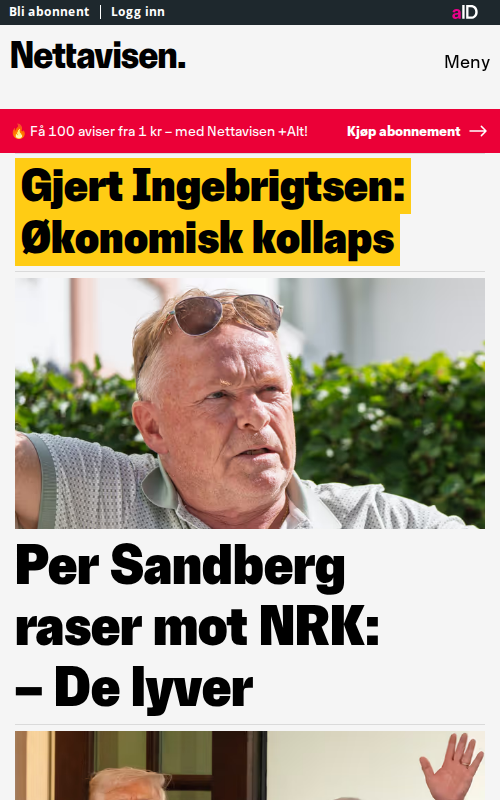 Bli abonnent | Logg inn
aID
Nettavisen.
Meny
🔥 Få 100 aviser fra 1 kr – med Nettavisen +Alt!
Kjøp abonnement →
Gjert Ingebrigtsen:
Økonomisk kollaps
Per Sandberg
raser mot NRK:
– De lyver